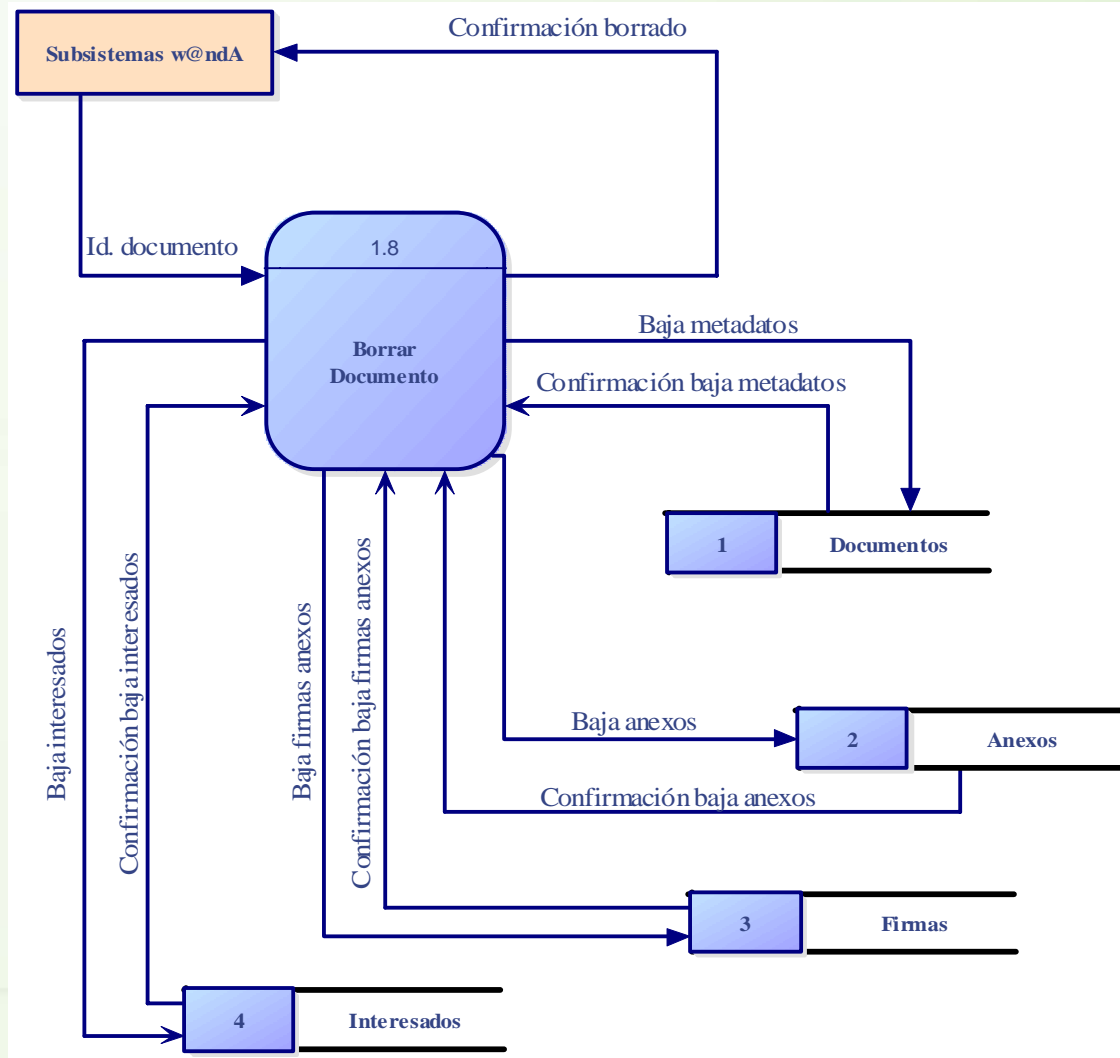 Confirmación borrado
Subsistemas w@ndA
Id. documento
1.8
Borrar
Documento
Baja metadatos
Confirmación baja metadatos
1
Documentos
Baja interesados
Confirmación baja interesados
Baja firmas anexos
Confirmación baja firmas anexos
Baja anexos
2
Anexos
Confirmación baja anexos
3
Firmas
4
Interesados